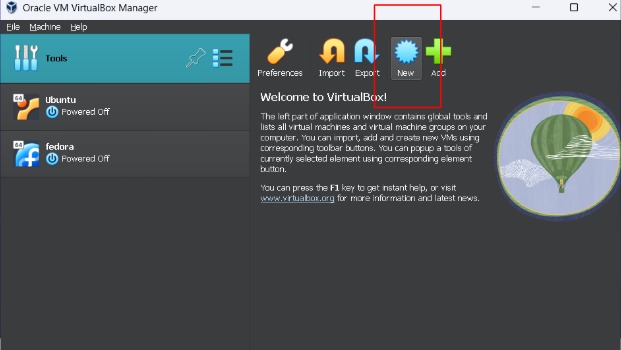 Oracle VM VirtualBox Manager
File Machine Help
Tools
Preferences Import Export New Add
64 Ubuntu
Powered Off
64 fedora
Powered Off
Welcome to VirtualBox!
The left part of application window contains global tools and
lists all virtual machines and virtual machine groups on your
computer. You can import, add and create new VMs using
corresponding toolbar buttons. You can popup a tools of
currently selected element using corresponding element
button.
You can press the F1 key to get instant help, or visit
www.virtualbox.org for more information and latest news.